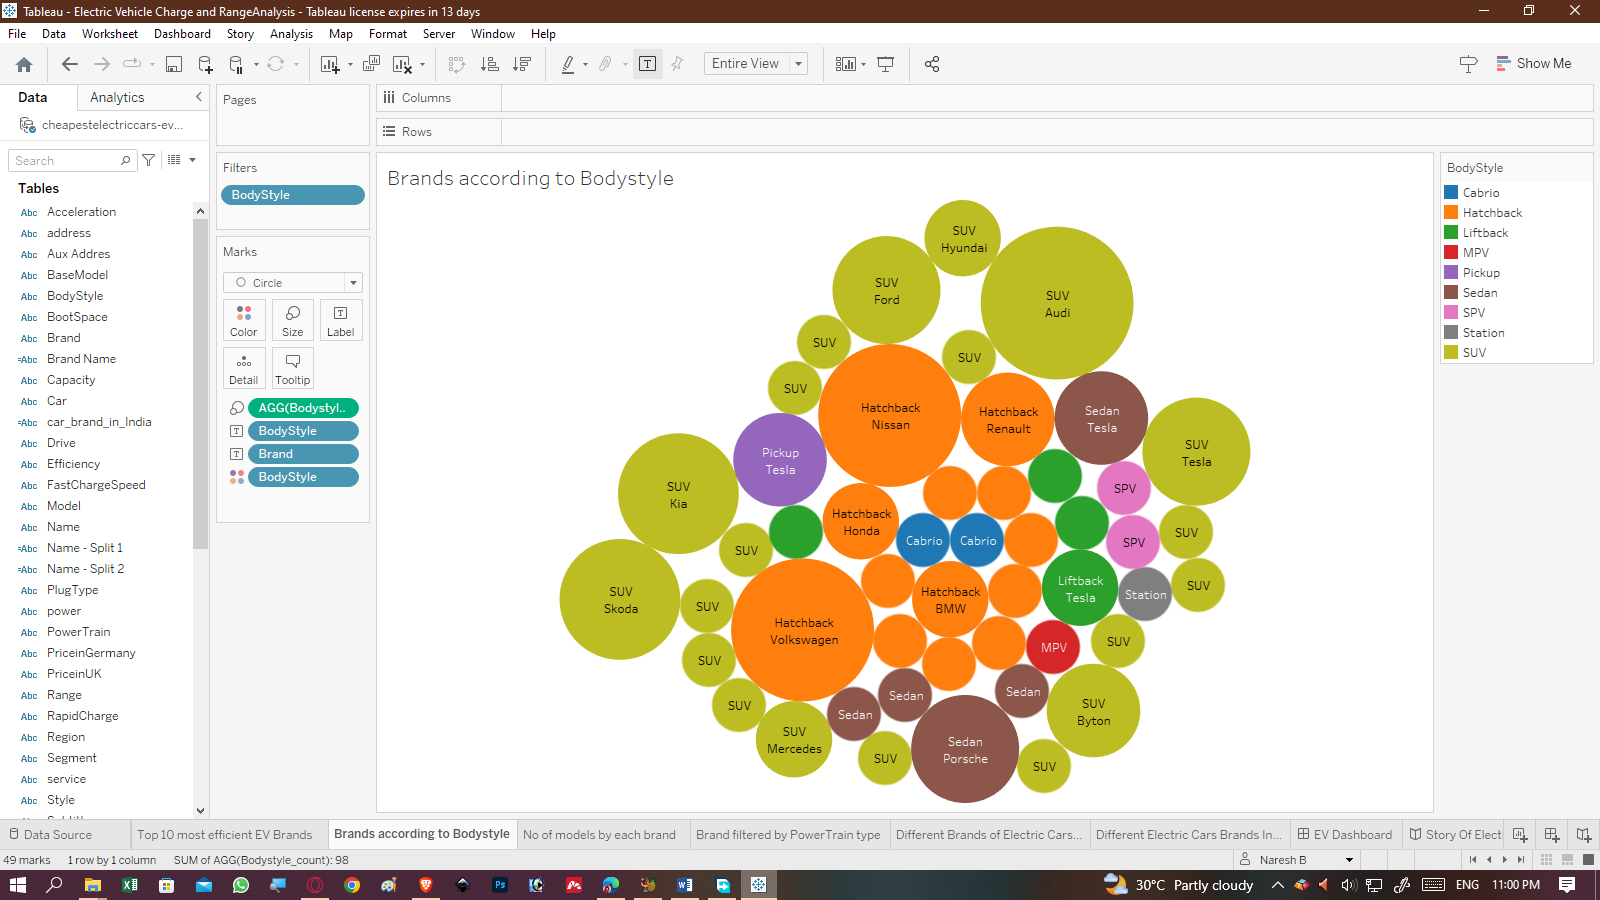 Tableau - Electric Vehicle Charge and RangeAnalysis - Tableau license expires in 13 days
File Data Worksheet Dashboard Story Analysis Map Format Server Window Help
Entire View
Show Me
Data Analytics
cheapestelectriccars-ev...
Search
Tables
Abc Acceleration
Abc address
Abc Aux Addres
Abc BaseModel
Abc BodyStyle
Abc BootSpace
Abc Brand
=Abc Brand Name
Abc Capacity
Abc Car
=Abc car_brand_in_India
Abc Drive
Abc Efficiency
Abc FastChargeSpeed
Abc Model
Abc Name
=Abc Name - Split 1
=Abc Name - Split 2
Abc PlugType
Abc power
Abc PowerTrain
Abc PriceinGermany
Abc PriceinUK
Abc Range
Abc RapidCharge
Abc Region
Abc Segment
Abc service
Abc Style
Pages
Filters
BodyStyle
Marks
Circle
Color Size Label
Detail Tooltip
AGG(Bodystyl..
BodyStyle
Brand
BodyStyle
Columns
Rows
Brands according to Bodystyle
SUV
Hyundai
SUV
Ford
SUV
Audi
SUV
SUV
SUV
Hatchback
Nissan
Hatchback
Renault
Sedan
Tesla
SUV
Tesla
Pickup
Tesla
SUV
Kia
SPV
Hatchback
Honda
Cabrio
Cabrio
SPV
SUV
SUV
SUV
Skoda
SUV
Hatchback
BMW
Liftback
Tesla
Station
SUV
Hatchback
Volkswagen
SUV
MPV
SUV
SUV
Sedan
Sedan
Sedan
SUV
Byton
SUV
Mercedes
SUV
Sedan
Porsche
SUV
BodyStyle
Cabrio
Hatchback
Liftback
MPV
Pickup
Sedan
SPV
Station
SUV
Data Source Top 10 most efficient EV Brands Brands according to Bodystyle No of models by each brand Brand filtered by PowerTrain type Different Brands of Electric Cars... Different Electric Cars Brands In... EV Dashboard Story Of Electi
49 marks 1 row by 1 column SUM of AGG(Bodystyle_count): 98 Naresh B
30°C Partly cloudy ENG 11:00 PM